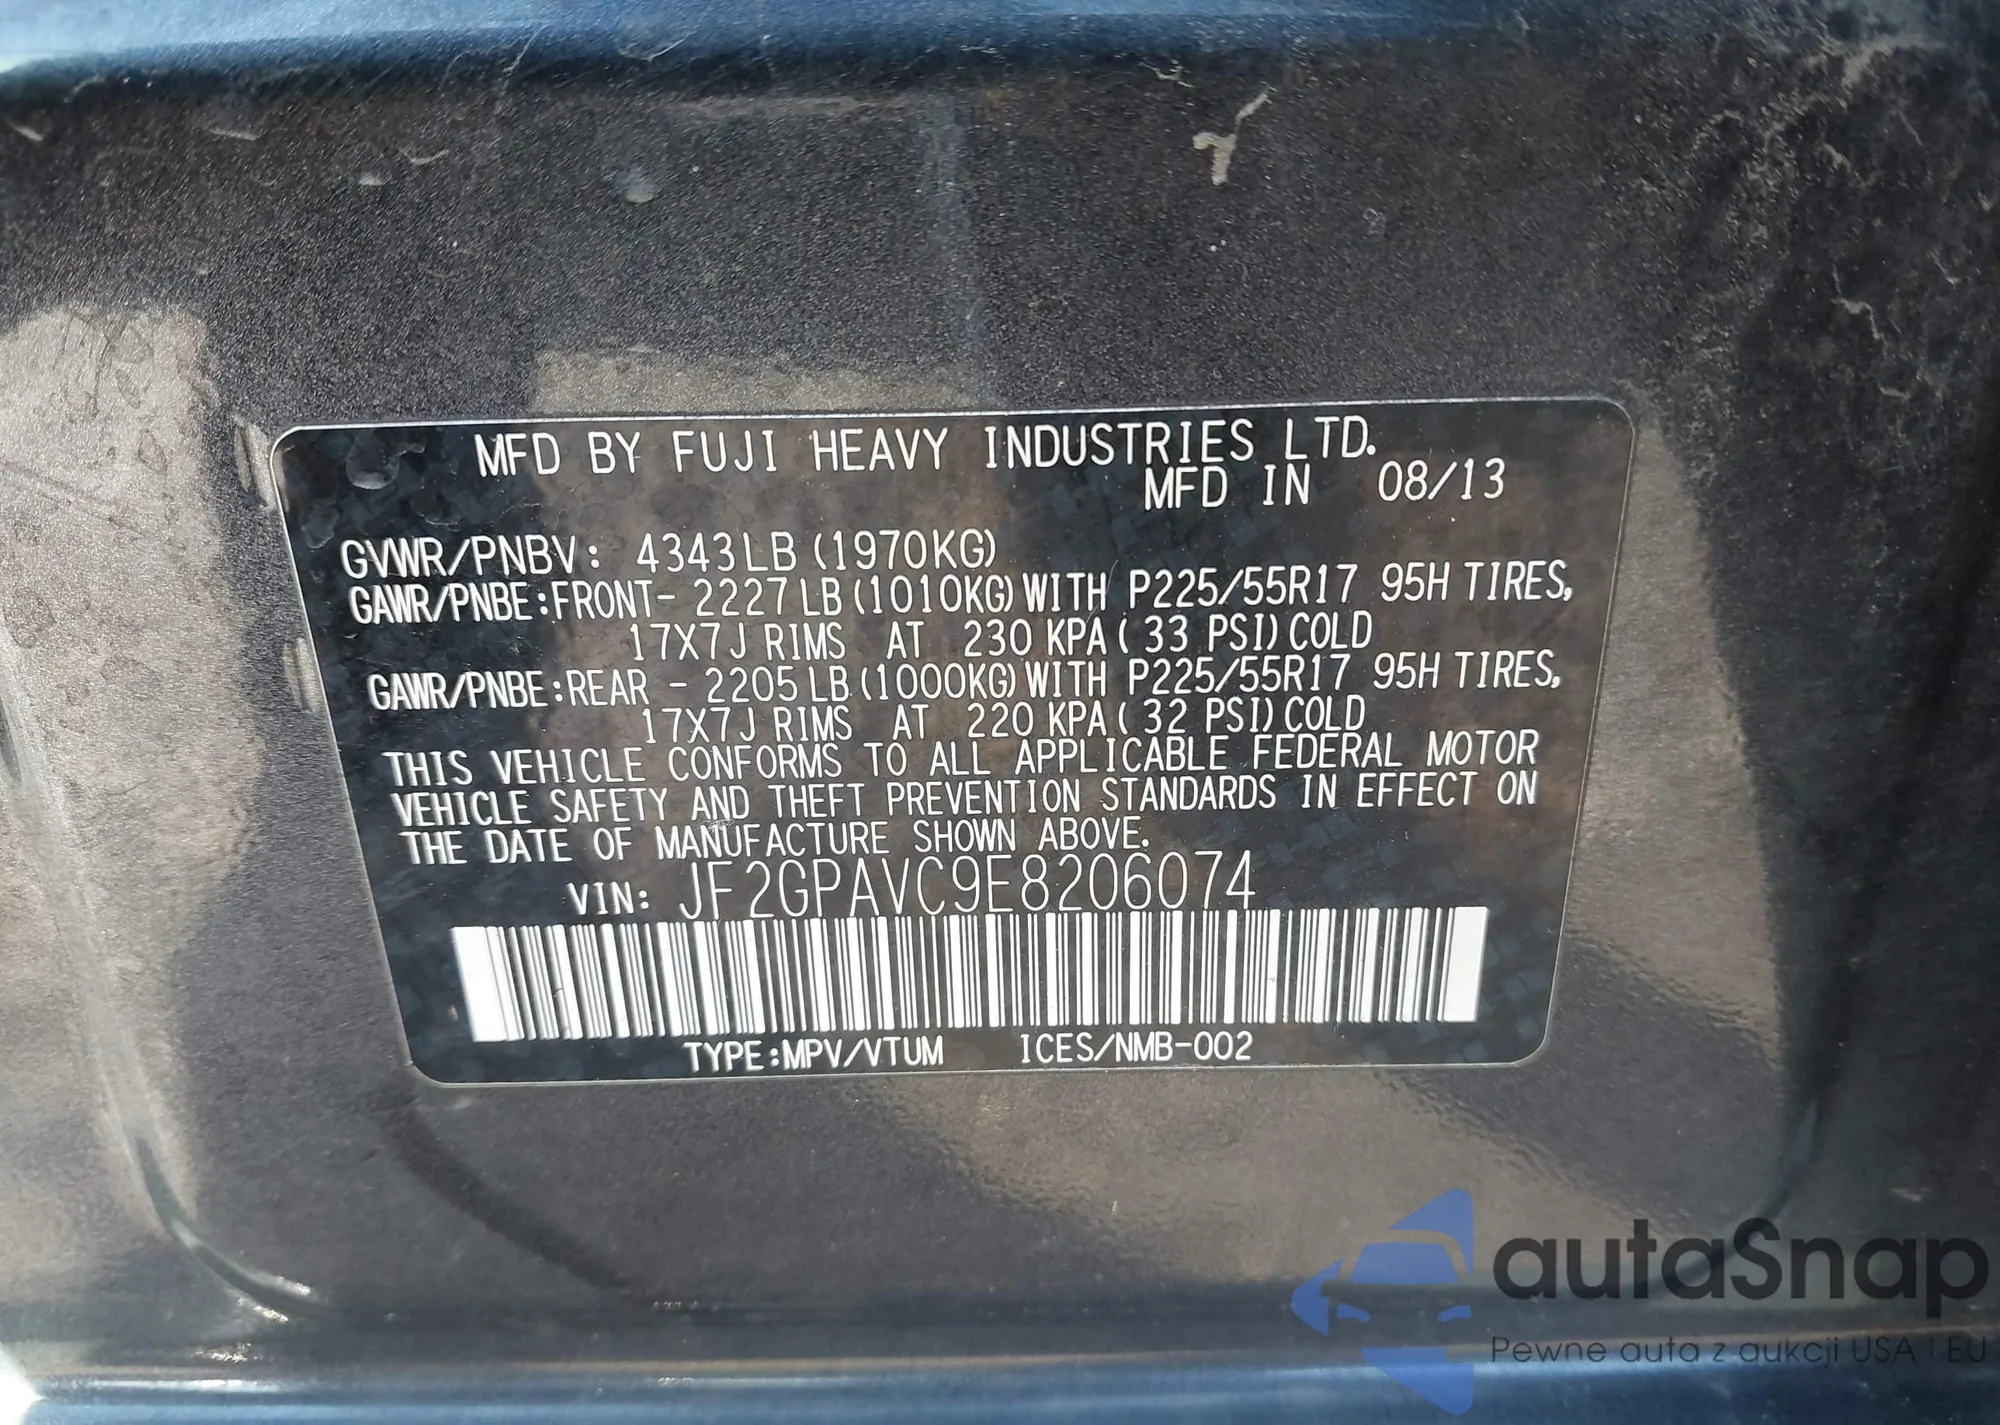 MFD BY FUJI HEAVY INDUSTRIES LTD.
MFD IN 08/13
GVWR/PNBV: 4343LB (1970KG)
GAWR/PNBE:FRONT- 2227LB (1010KG) WITH P225/55R17 95H TIRES,
17X7J RIMS AT 230 KPA( 33 PSI) COLD
GAWR/PNBE:REAR - 2205LB (1000KG) WITH P225/55R17 95H TIRES,
17X7J RIMS AT 220 KPA( 32 PSI) COLD
THIS VEHICLE CONFORMS TO ALL APPLICABLE FEDERAL MOTOR
VEHICLE SAFETY AND THEFT PREVENTION STANDARDS IN EFFECT ON
THE DATE OF MANUFACTURE SHOWN ABOVE.
VIN: JF2GPAVC9E8206074
TYPE:MPV/VTUM ICES/NMB-002
autaSnap
Pewne auta z aukcji USA i EU